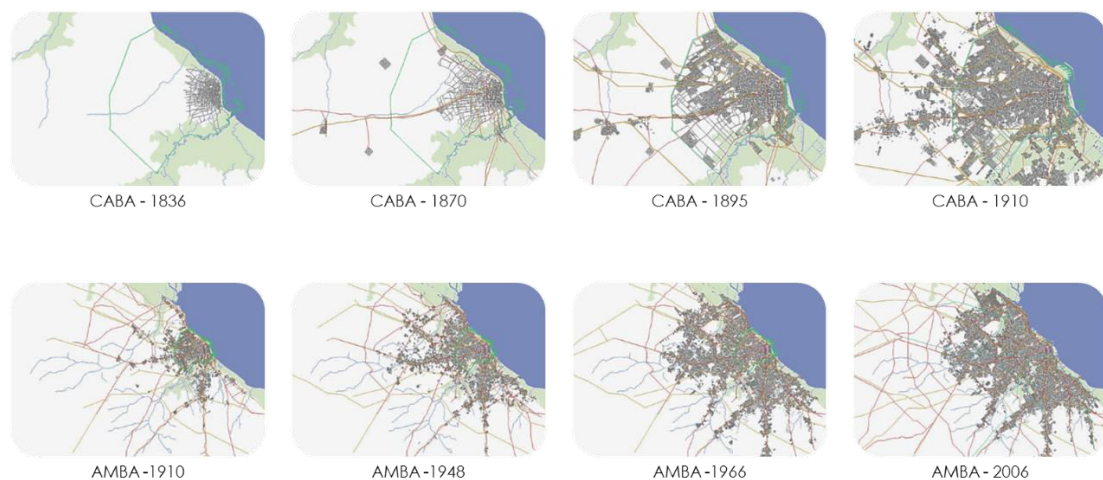 CABA - 1836
CABA - 1870
CABA - 1895
CABA - 1910
AMBA -1910
AMBA -1948
AMBA -1966
AMBA - 2006